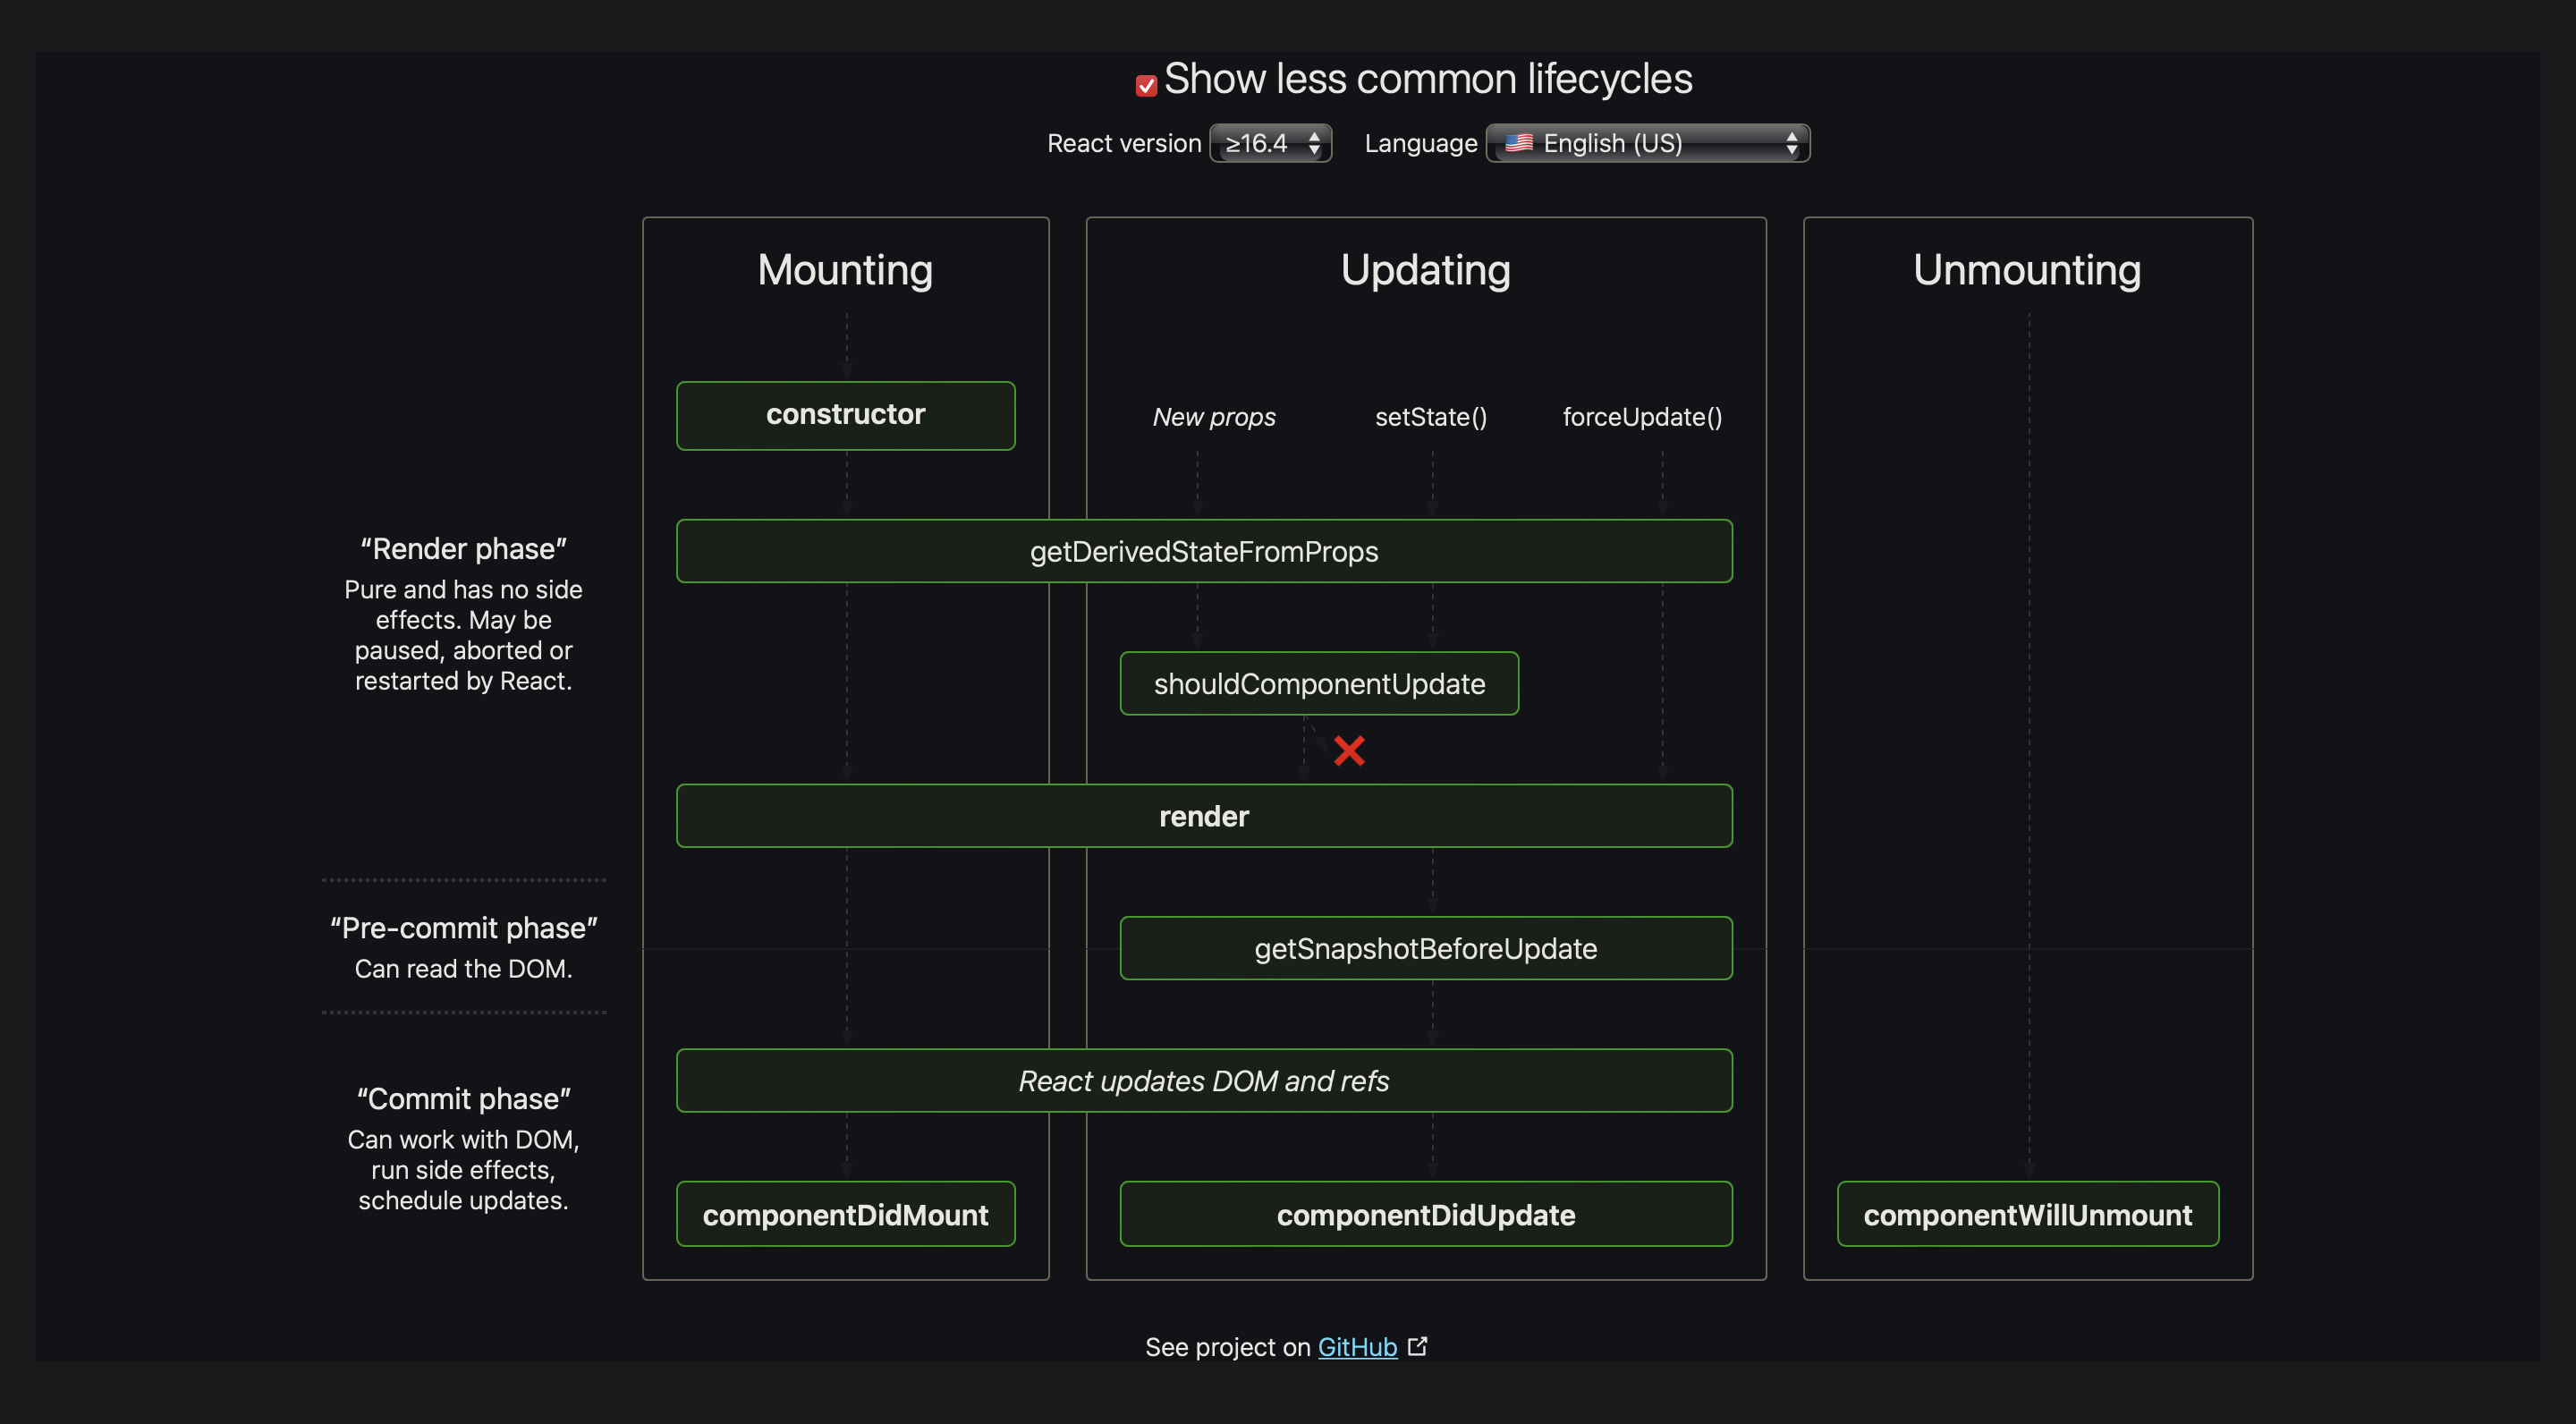 Show less common lifecycles
React version ≥16.4 Language 🇺🇸 English (US)
Mounting
Updating
Unmounting
constructor
New props
setState()
forceUpdate()
“Render phase”
Pure and has no side
effects. May be
paused, aborted or
restarted by React.
getDerivedStateFromProps
shouldComponentUpdate
render
“Pre-commit phase”
Can read the DOM.
getSnapshotBeforeUpdate
“Commit phase”
Can work with DOM,
run side effects,
schedule updates.
React updates DOM and refs
componentDidMount
componentDidUpdate
componentWillUnmount
See project on GitHub